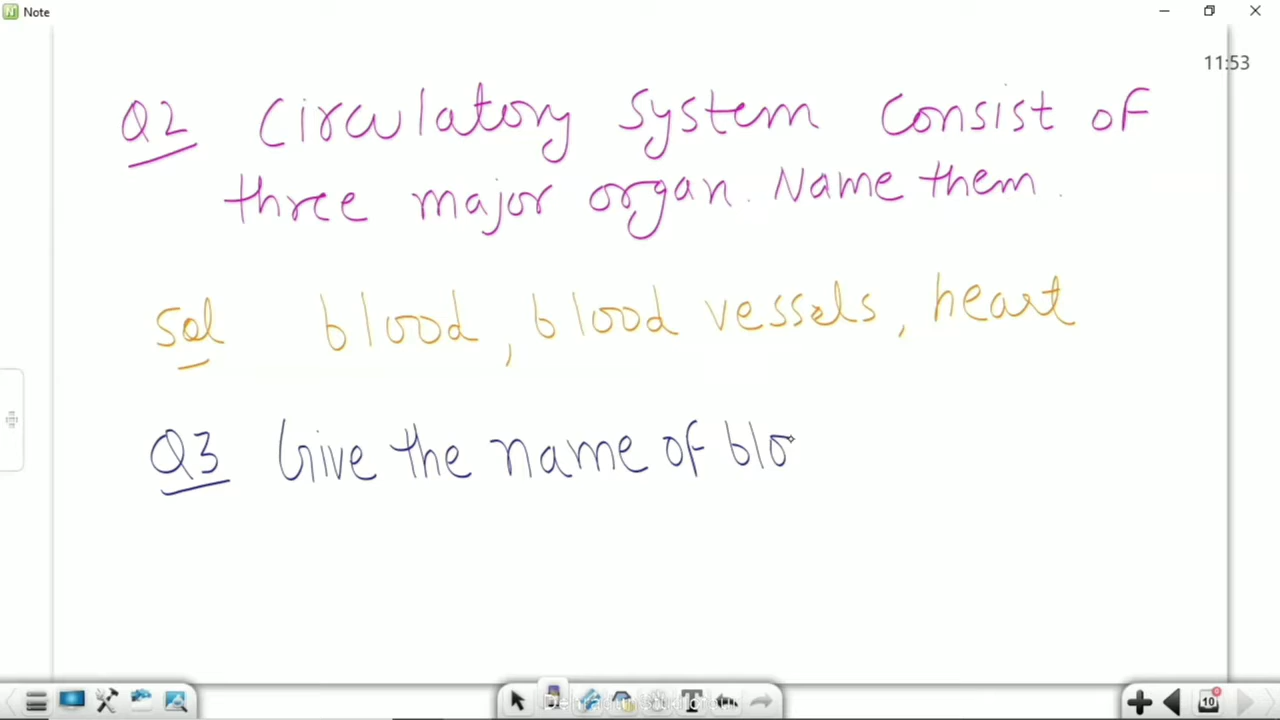 Note
11:53
Q2 Circulatory System Consist of
three major organ. Name them.
Sol blood, blood vessels, heart
Q3 Give the name of blo
10